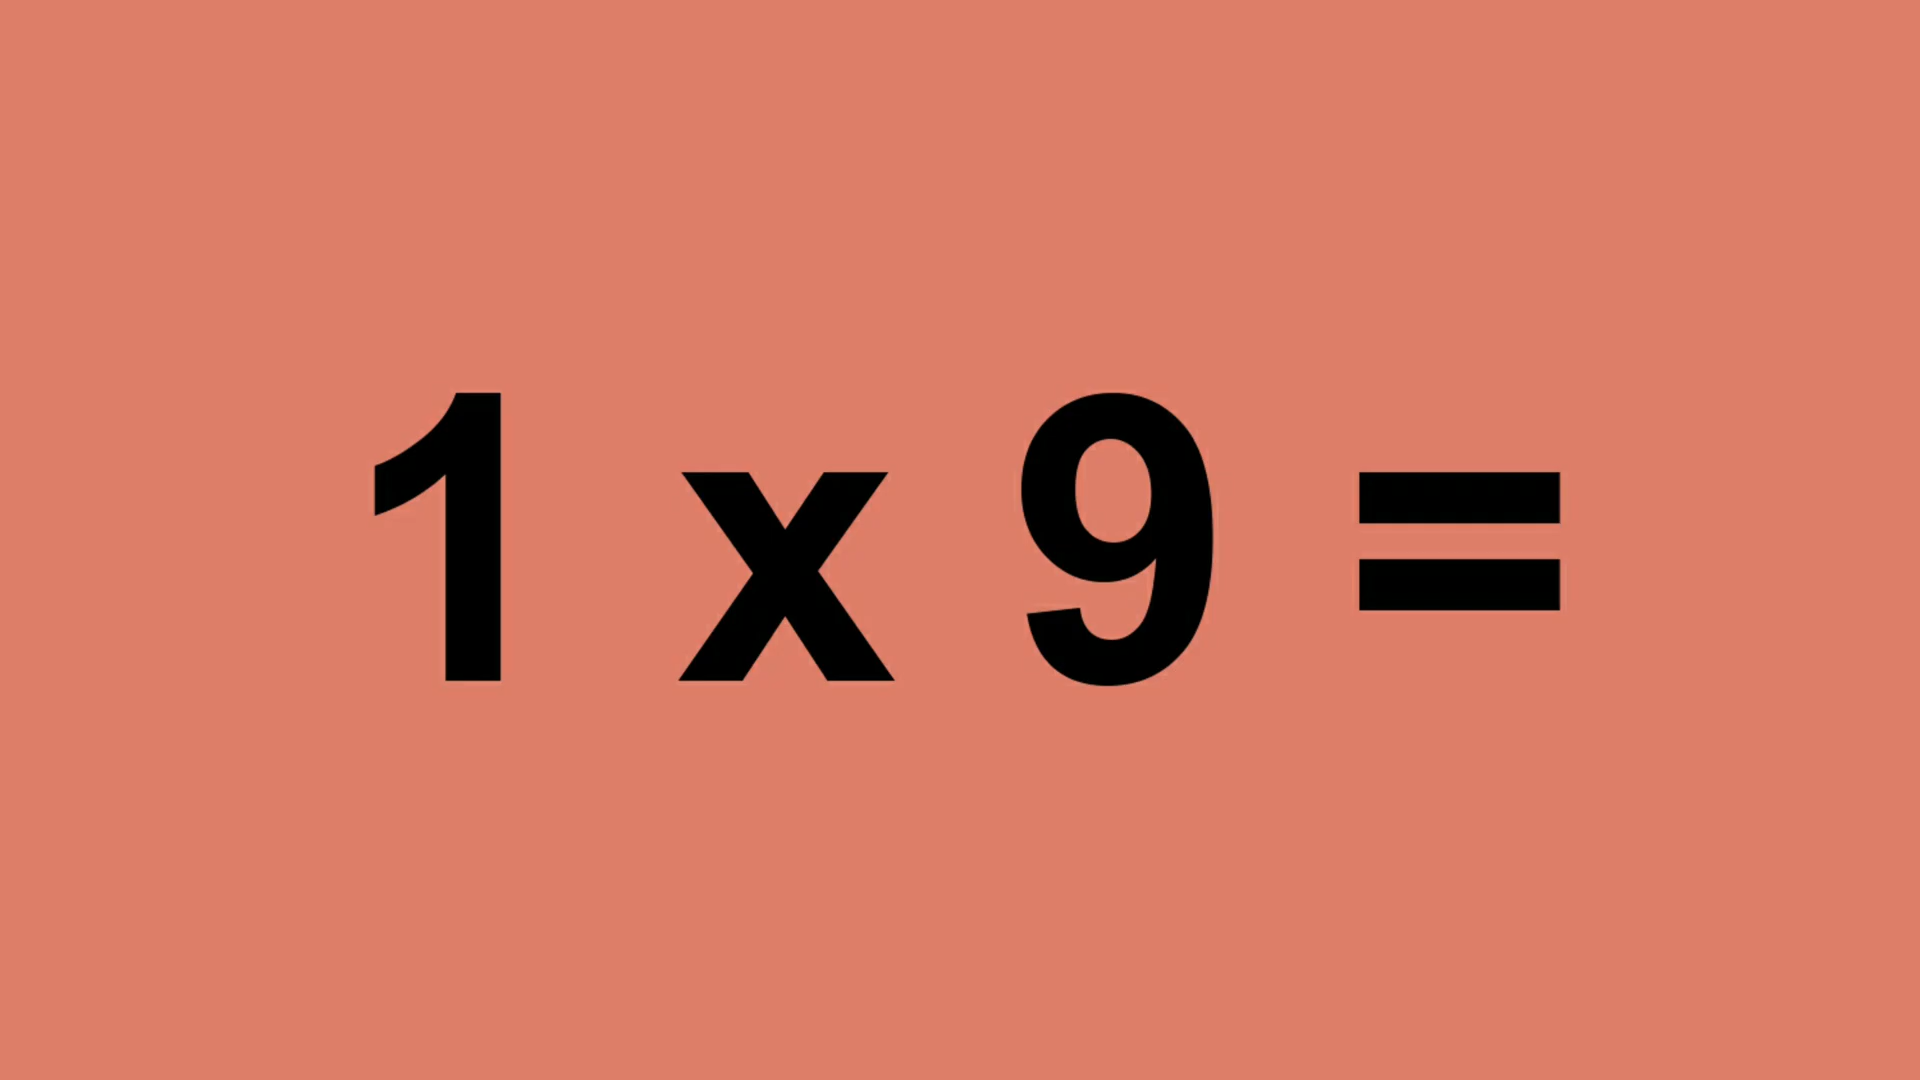 1 x 9 =